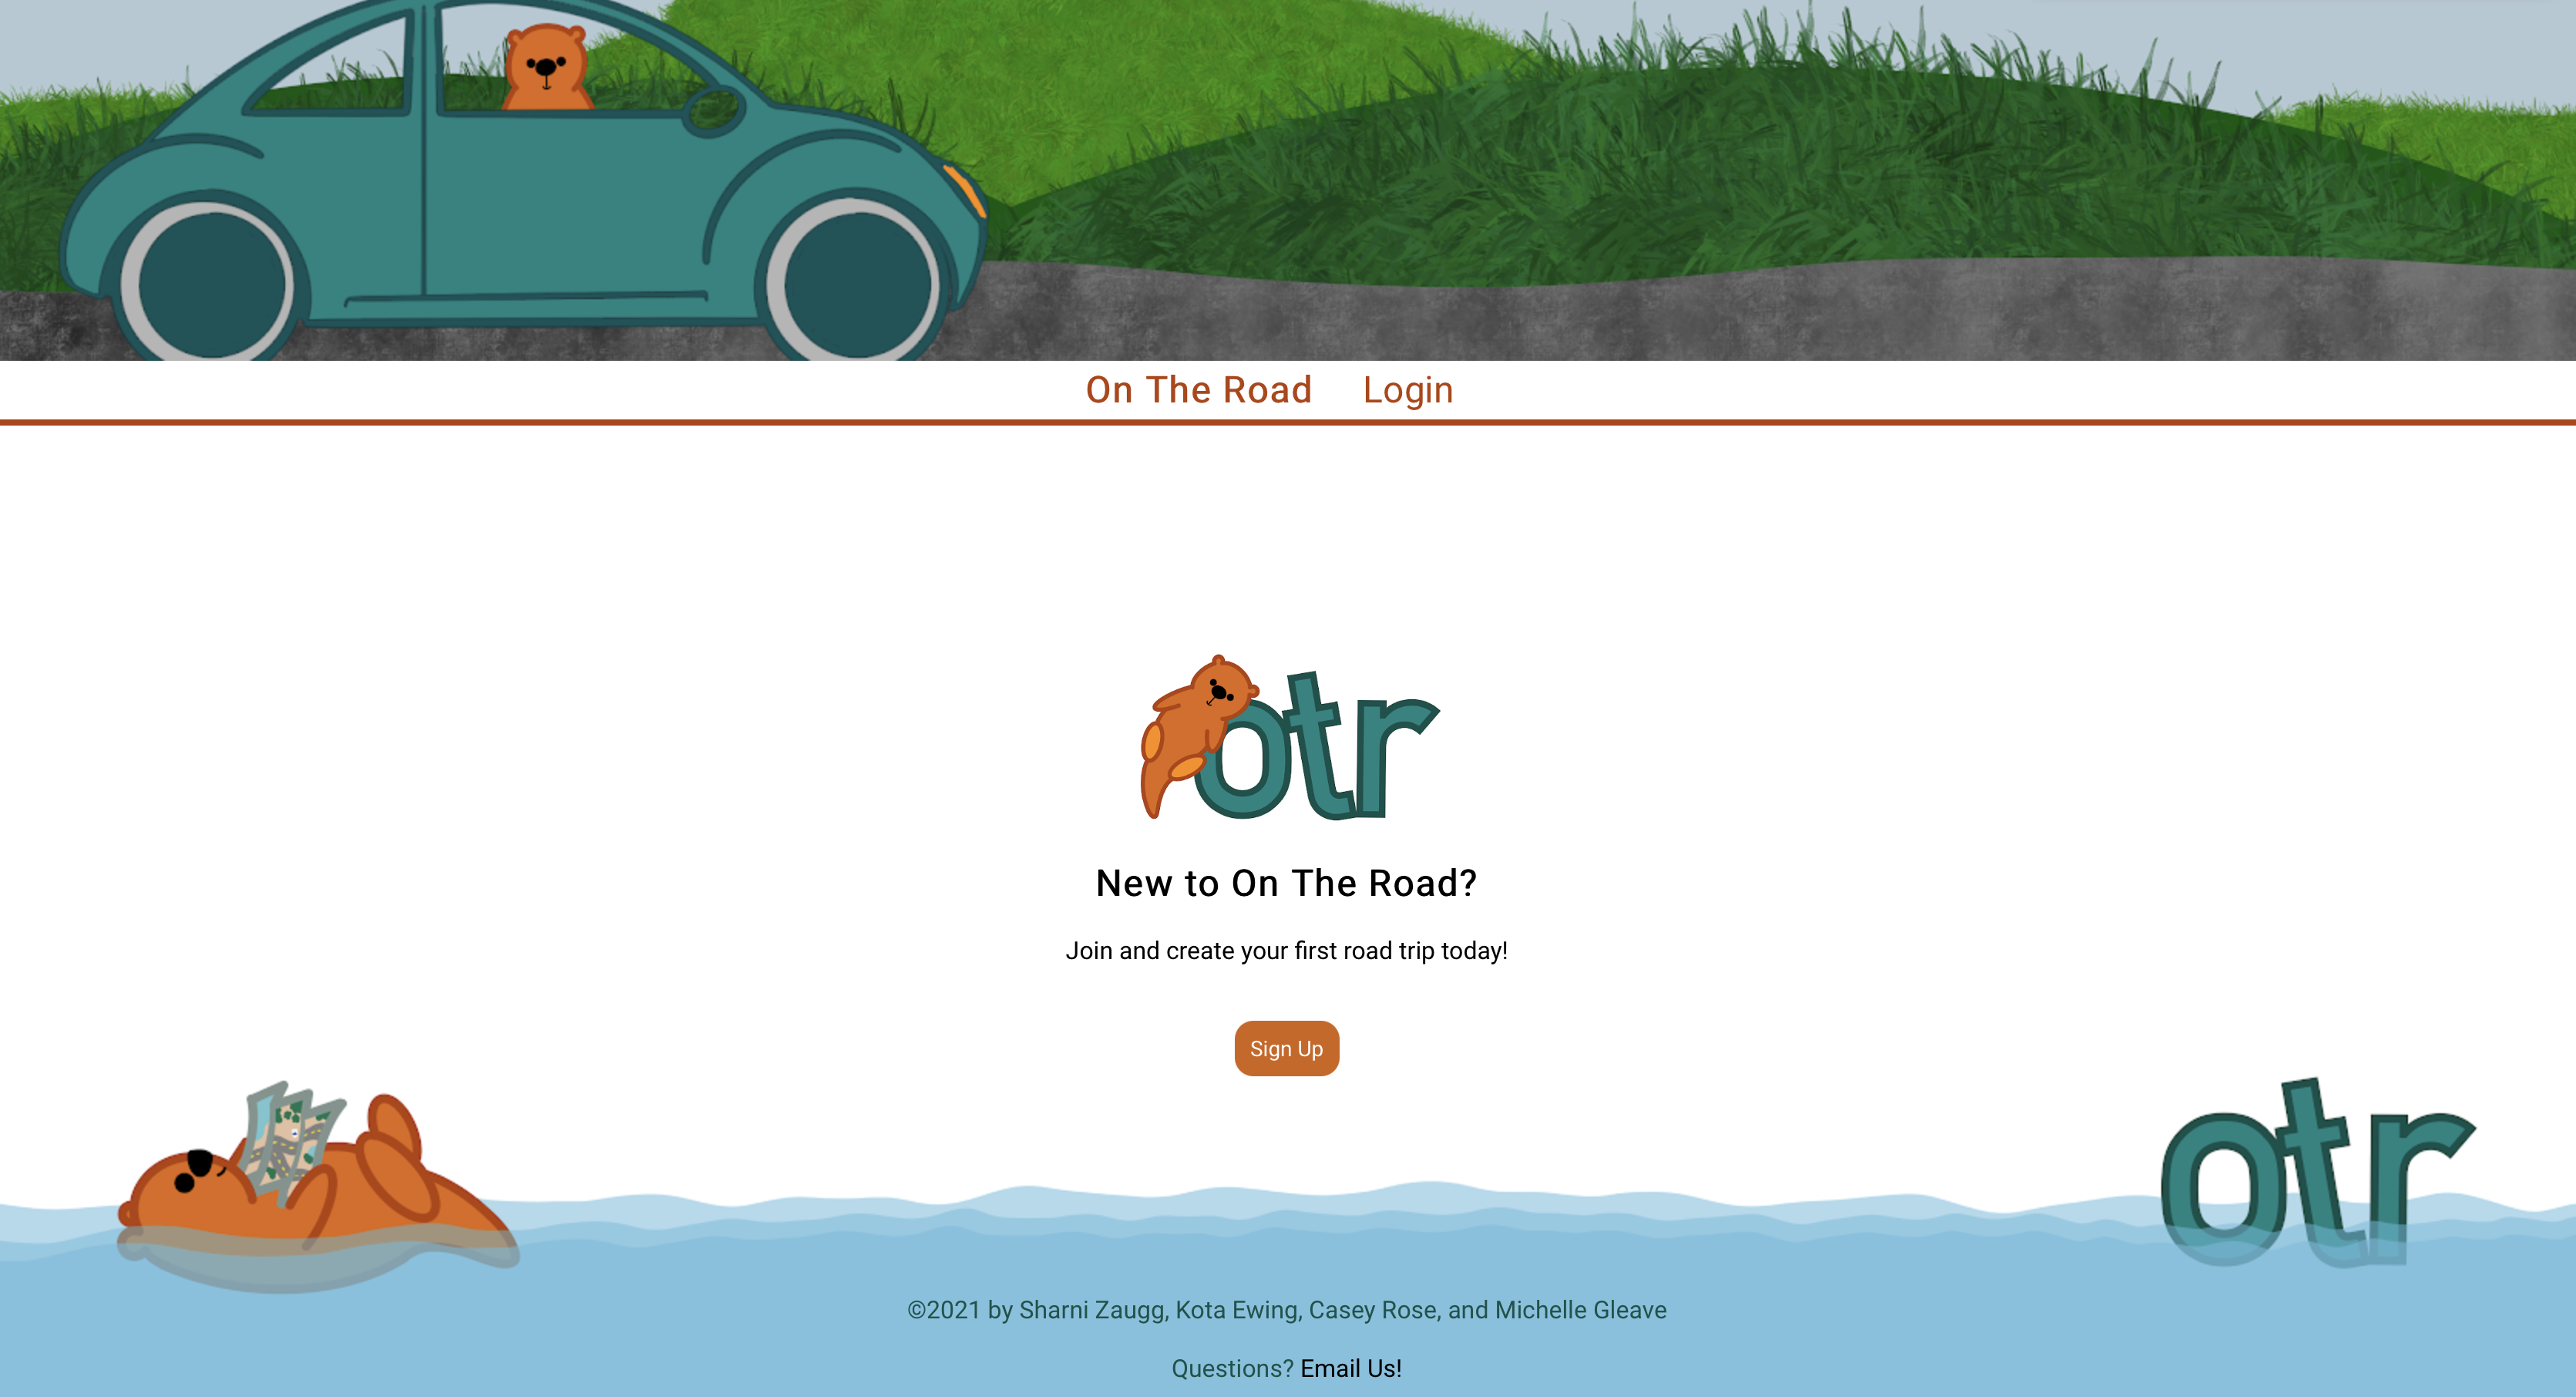 On The Road Login
otr
New to On The Road?
Join and create your first road trip today!
Sign Up
otr
©2021 by Sharni Zaugg, Kota Ewing, Casey Rose, and Michelle Gleave
Questions? Email Us!